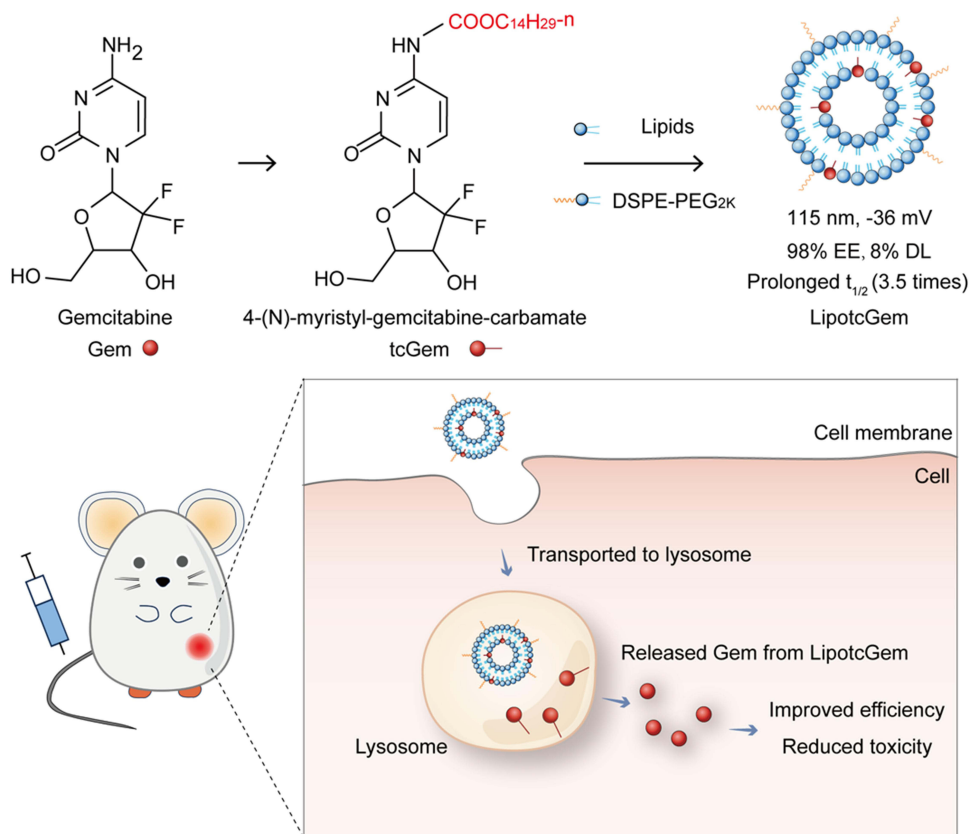 NH₂
N
O
N
O
F
F
HO
OH
Gemcitabine
Gem
COOC₁₄H₂₉-n
HN
N
O
N
O
F
F
HO
OH
4-(N)-myristyl-gemcitabine-carbamate
tcGem
Lipids
DSPE-PEG₂ₖ
115 nm, -36 mV
98% EE, 8% DL
Prolonged t₁/₂ (3.5 times)
LipotcGem
Cell membrane
Cell
Transported to lysosome
Released Gem from LipotcGem
Improved efficiency
Reduced toxicity
Lysosome